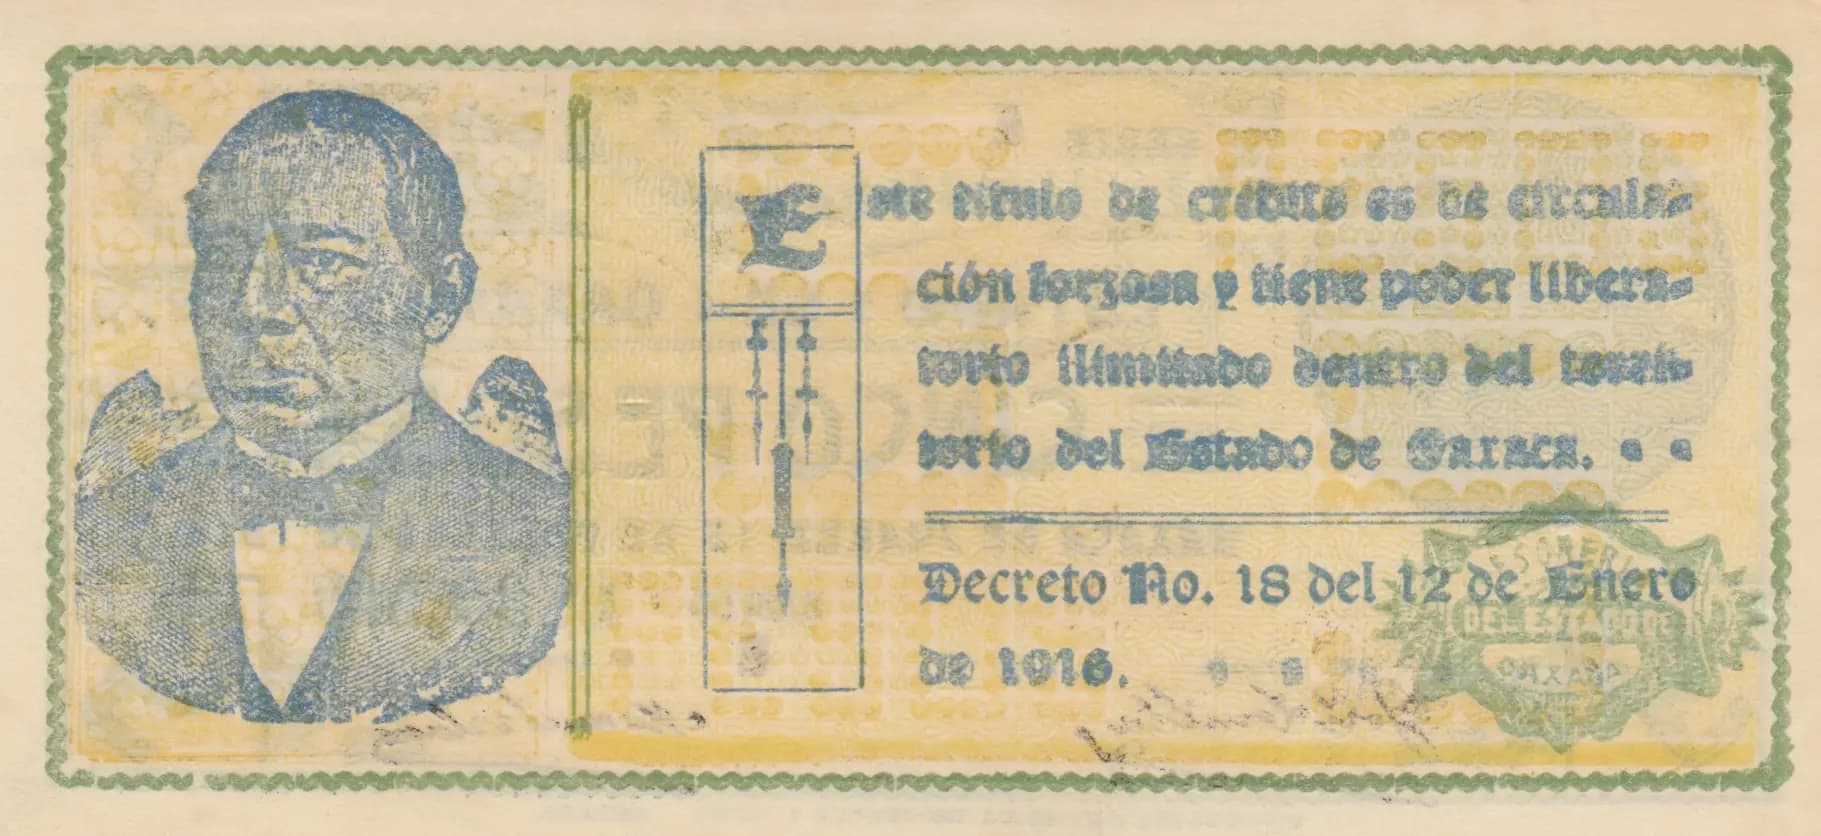 Este título de crédito es de circula-
ción forzosa y tiene poder libera-
torio ilimitado dentro del terri-
torio del Estado de Oaxaca.
Decreto No. 18 del 12 de Enero
de 1916.
TESORERIA
DEL ESTADO DE
OAXACA